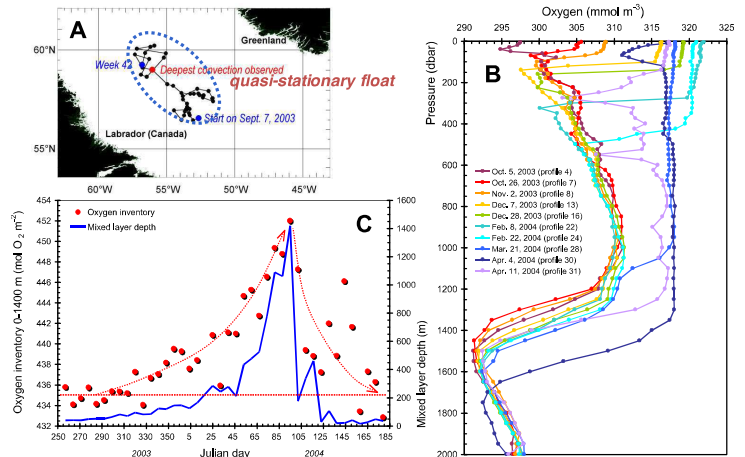 A
Greenland
60°N
Week 42
Deepest convection observed
quasi-stationary float
Start on Sept. 7, 2003
Labrador (Canada)
55°N
60°W 55°W 50°W 45°W
Oxygen (mmol m-3)
290 295 300 305 310 315 320 325
B
Pressure (dbar)
0
200
400
600
800
1000
1200
1400
1600
1800
2000
Oct. 5, 2003 (profile 4)
Oct. 26, 2003 (profile 7)
Nov. 2, 2003 (profile 8)
Dec. 7, 2003 (profile 13)
Dec. 28, 2003 (profile 16)
Feb. 8, 2004 (profile 22)
Feb. 22, 2004 (profile 24)
Mar. 21, 2004 (profile 28)
Apr. 4, 2004 (profile 30)
Apr. 11, 2004 (profile 31)
C
Oxygen inventory
Mixed layer depth
Oxygen inventory 0-1400 m (mol O2 m-2)
454
452
450
448
446
444
442
440
438
436
434
432
Mixed layer depth (m)
1600
1400
1200
1000
800
600
400
200
0
250 270 290 310 330 350 5 25 45 65 85 105 125 145 165 185
2003 Julian day 2004